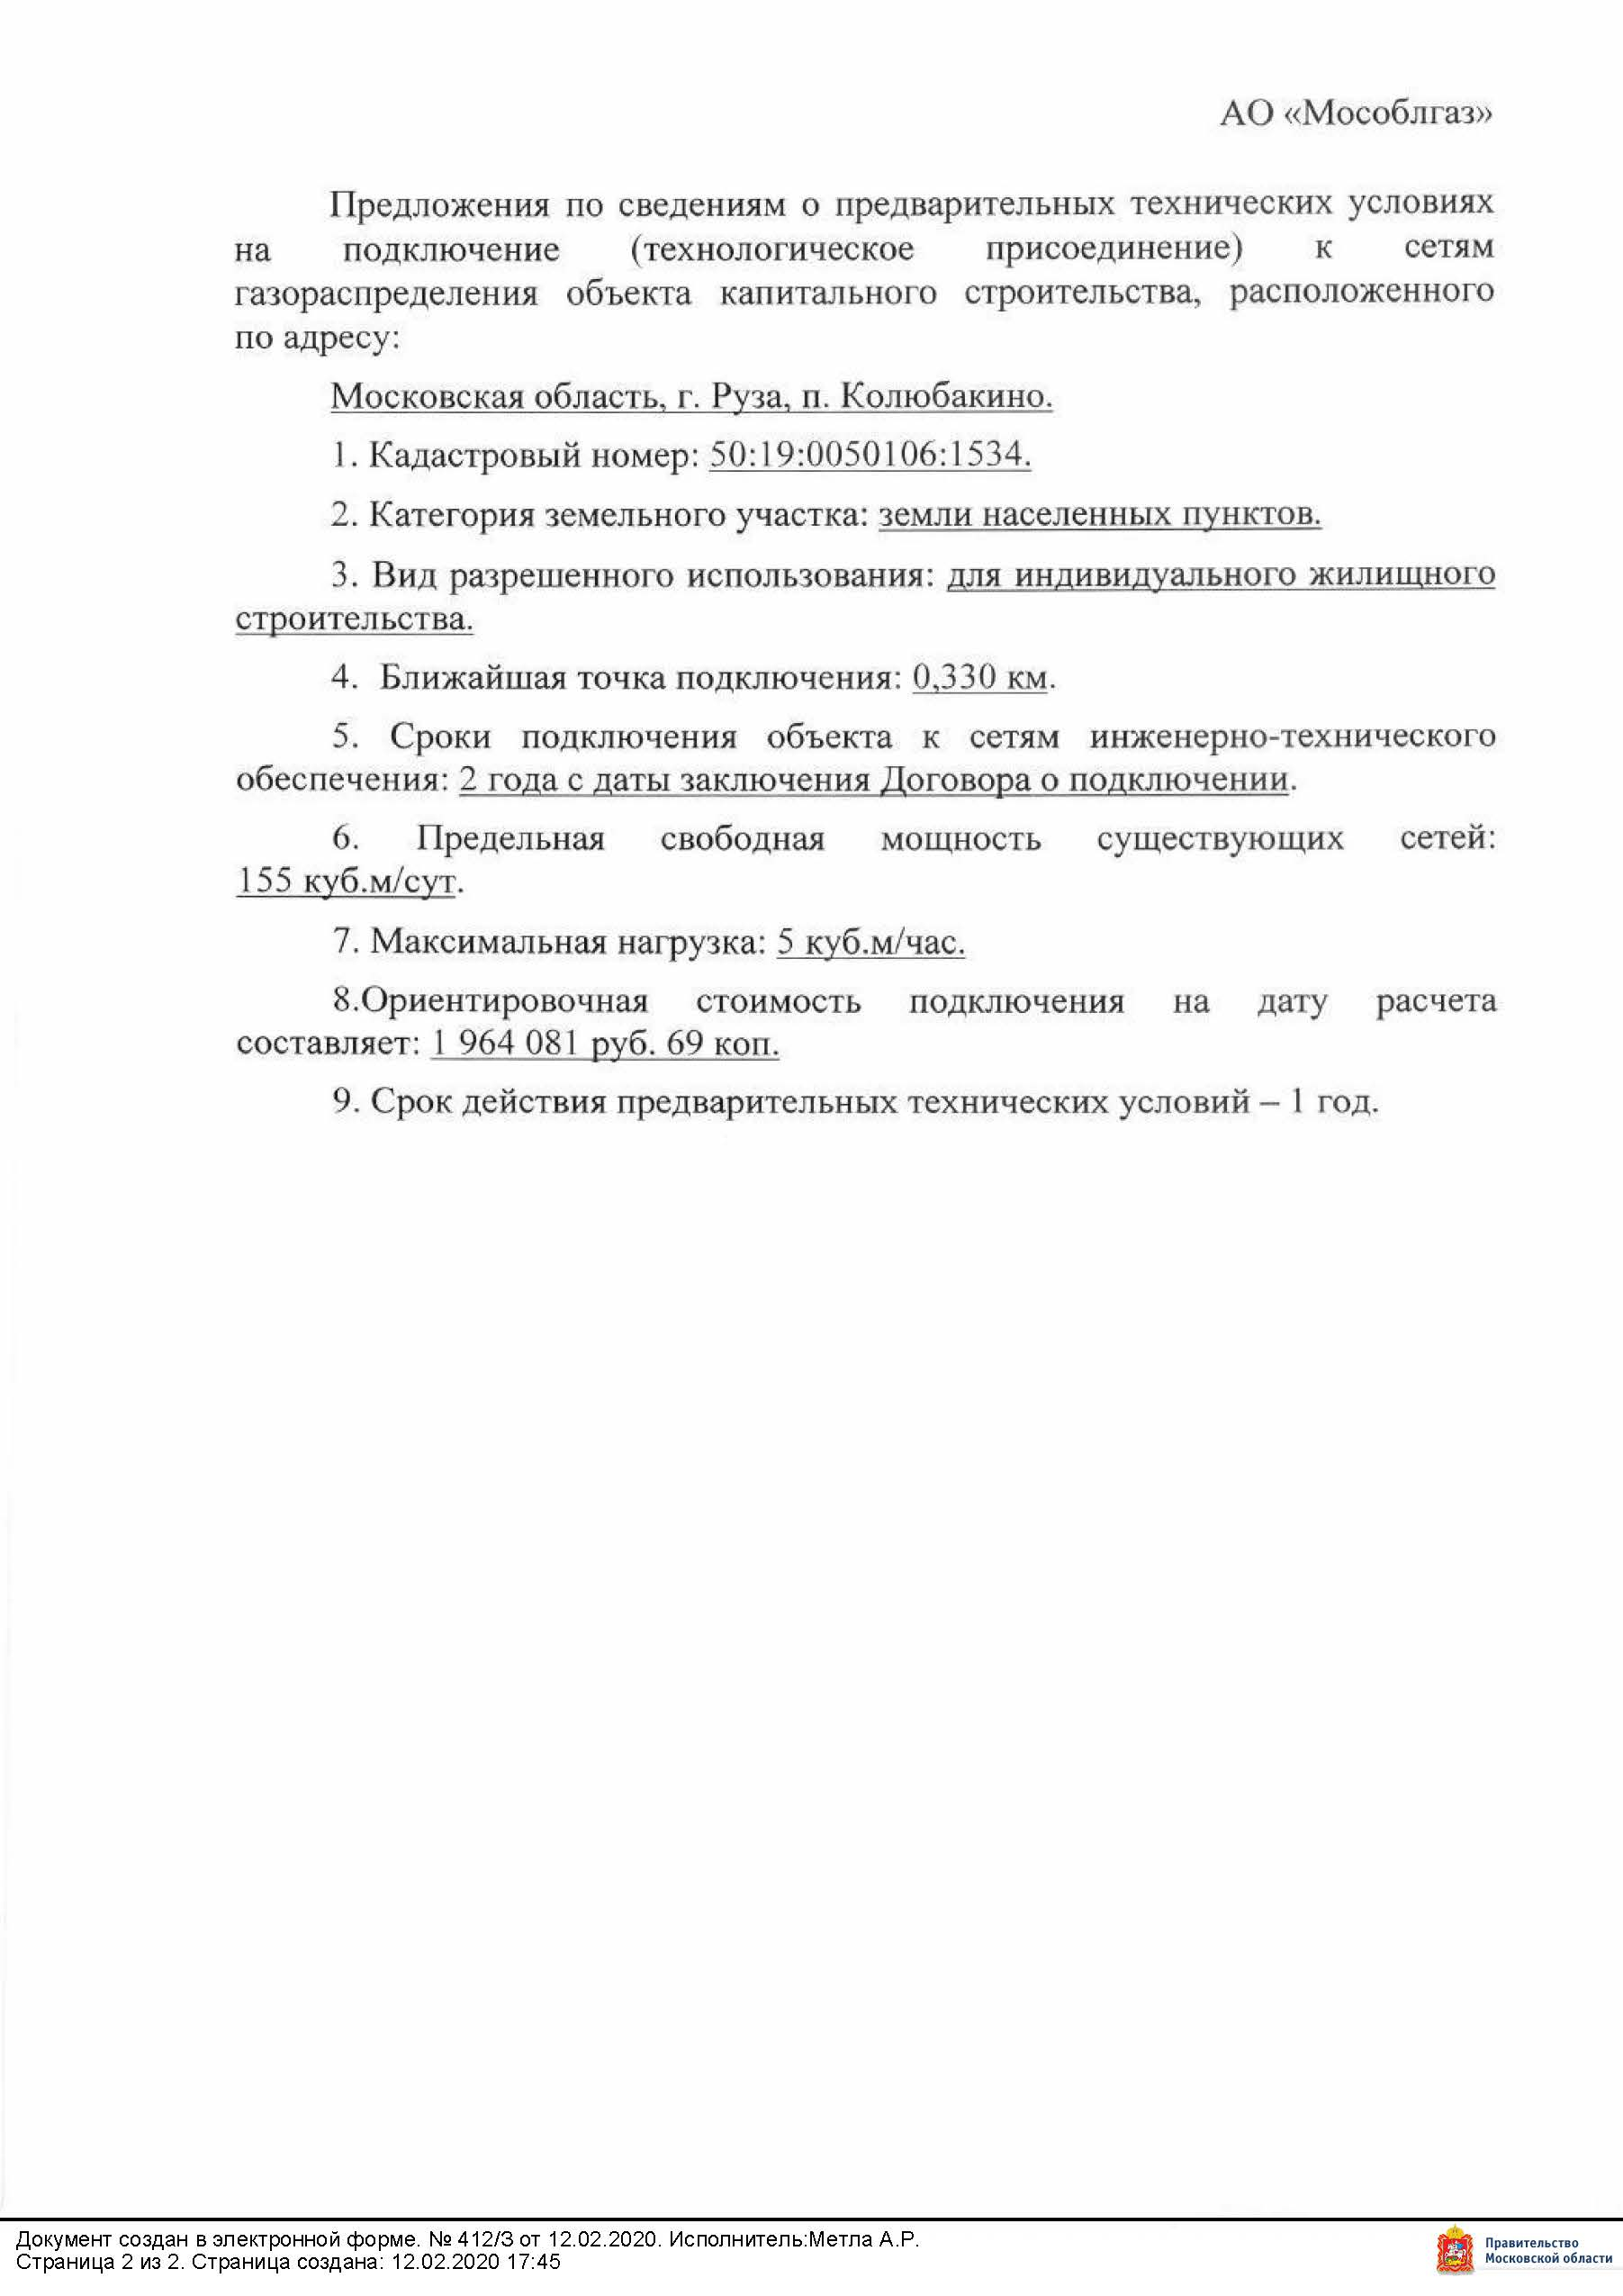 АО «Мособлгаз»
Предложения по сведениям о предварительных технических условиях
на подключение (технологическое присоединение) к сетям
газораспределения объекта капитального строительства, расположенного
по адресу:
Московская область, г. Руза, п. Колюбакино.
1. Кадастровый номер: 50:19:0050106:1534.
2. Категория земельного участка: земли населенных пунктов.
3. Вид разрешенного использования: для индивидуального жилищного
строительства.
4. Ближайшая точка подключения: 0,330 км.
5. Сроки подключения объекта к сетям инженерно-технического
обеспечения: 2 года с даты заключения Договора о подключении.
6. Предельная свободная мощность существующих сетей:
155 куб.м/сут.
7. Максимальная нагрузка: 5 куб.м/час.
8.Ориентировочная стоимость подключения на дату расчета
составляет: 1 964 081 руб. 69 коп.
9. Срок действия предварительных технических условий – 1 год.
Документ создан в электронной форме. № 412/3 от 12.02.2020. Исполнитель:Метла А.Р.
Страница 2 из 2. Страница создана: 12.02.2020 17:45
Правительство
Московской области